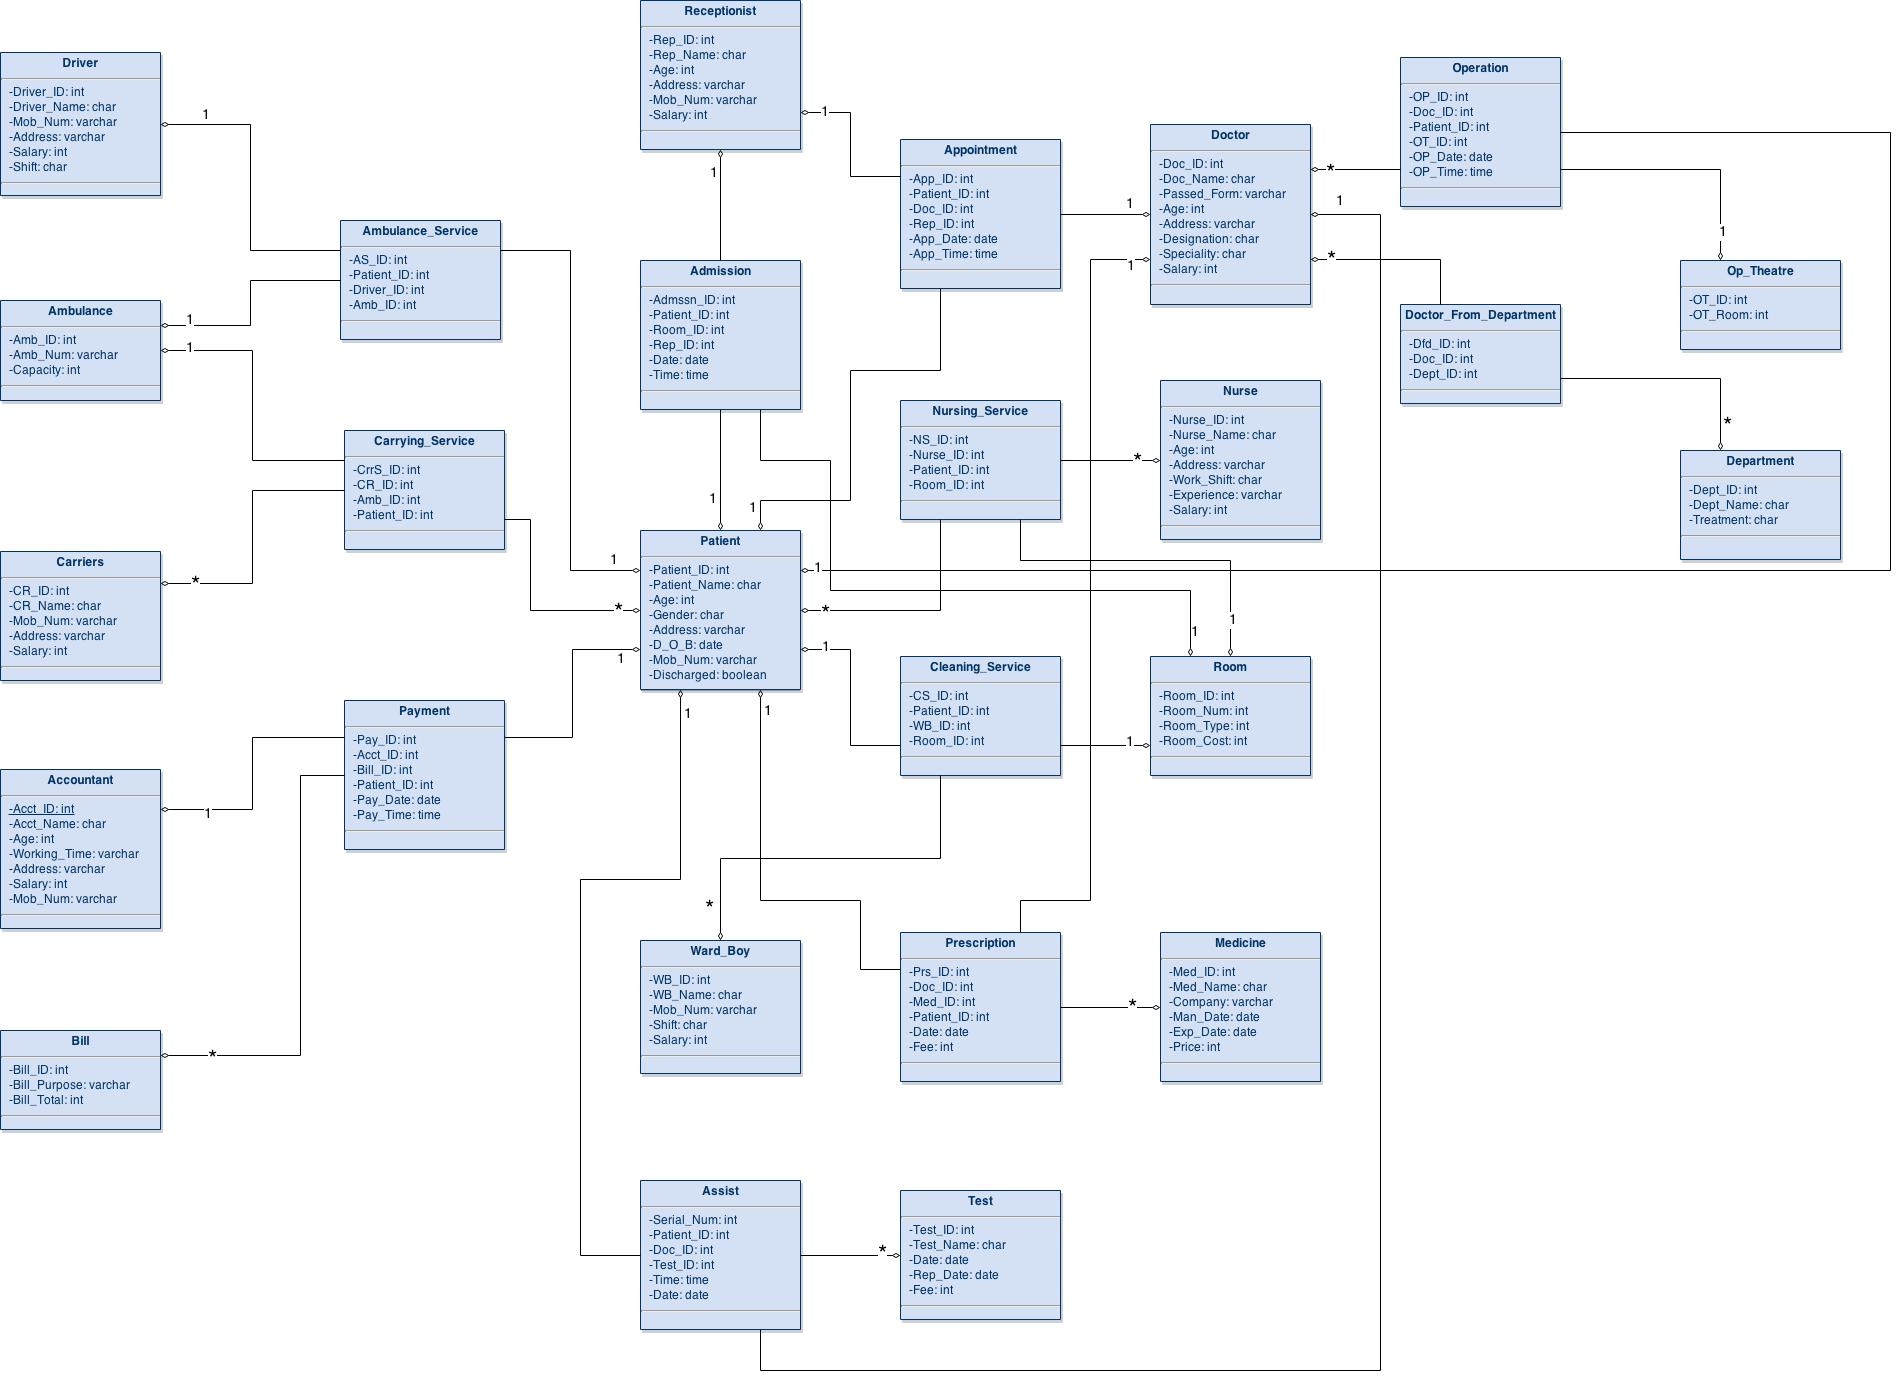 Receptionist
-Rep_ID: int
-Rep_Name: char
-Age: int
-Address: varchar
-Mob_Num: varchar
-Salary: int
1
1
Driver
-Driver_ID: int
-Driver_Name: char
-Mob_Num: varchar
-Address: varchar
-Salary: int
-Shift: char
1
Operation
-OP_ID: int
-Doc_ID: int
-Patient_ID: int
-OT_ID: int
-OP_Date: date
-OP_Time: time
1
Appointment
-App_ID: int
-Patient_ID: int
-Doc_ID: int
-Rep_ID: int
-App_Date: date
-App_Time: time
1
1
Doctor
-Doc_ID: int
-Doc_Name: char
-Passed_Form: varchar
-Age: int
-Address: varchar
-Designation: char
-Speciality: char
-Salary: int
*
1
*
Ambulance_Service
-AS_ID: int
-Patient_ID: int
-Driver_ID: int
-Amb_ID: int
Admission
-Admssn_ID: int
-Patient_ID: int
-Room_ID: int
-Rep_ID: int
-Date: date
-Time: time
Op_Theatre
-OT_ID: int
-OT_Room: int
Ambulance
-Amb_ID: int
-Amb_Num: varchar
-Capacity: int
1
1
Doctor_From_Department
-Dfd_ID: int
-Doc_ID: int
-Dept_ID: int
*
Nursing_Service
-NS_ID: int
-Nurse_ID: int
-Patient_ID: int
-Room_ID: int
*
Nurse
-Nurse_ID: int
-Nurse_Name: char
-Age: int
-Address: varchar
-Work_Shift: char
-Experience: varchar
-Salary: int
Carrying_Service
-CrrS_ID: int
-CR_ID: int
-Amb_ID: int
-Patient_ID: int
Department
-Dept_ID: int
-Dept_Name: char
-Treatment: char
Carriers
-CR_ID: int
-CR_Name: char
-Mob_Num: varchar
-Address: varchar
-Salary: int
*
1
1
1
*
1
Patient
-Patient_ID: int
-Patient_Name: char
-Age: int
-Gender: char
-Address: varchar
-D_O_B: date
-Mob_Num: varchar
-Discharged: boolean
1
*
1
1
1
Cleaning_Service
-CS_ID: int
-Patient_ID: int
-WB_ID: int
-Room_ID: int
1
1
1
Room
-Room_ID: int
-Room_Num: int
-Room_Type: int
-Room_Cost: int
Payment
-Pay_ID: int
-Acct_ID: int
-Bill_ID: int
-Patient_ID: int
-Pay_Date: date
-Pay_Time: time
Accountant
-Acct_ID: int
-Acct_Name: char
-Age: int
-Working_Time: varchar
-Address: varchar
-Salary: int
-Mob_Num: varchar
1
*
Ward_Boy
-WB_ID: int
-WB_Name: char
-Mob_Num: varchar
-Shift: char
-Salary: int
Prescription
-Prs_ID: int
-Doc_ID: int
-Med_ID: int
-Patient_ID: int
-Date: date
-Fee: int
*
Medicine
-Med_ID: int
-Med_Name: char
-Company: varchar
-Man_Date: date
-Exp_Date: date
-Price: int
Bill
-Bill_ID: int
-Bill_Purpose: varchar
-Bill_Total: int
*
Assist
-Serial_Num: int
-Patient_ID: int
-Doc_ID: int
-Test_ID: int
-Time: time
-Date: date
*
Test
-Test_ID: int
-Test_Name: char
-Date: date
-Rep_Date: date
-Fee: int